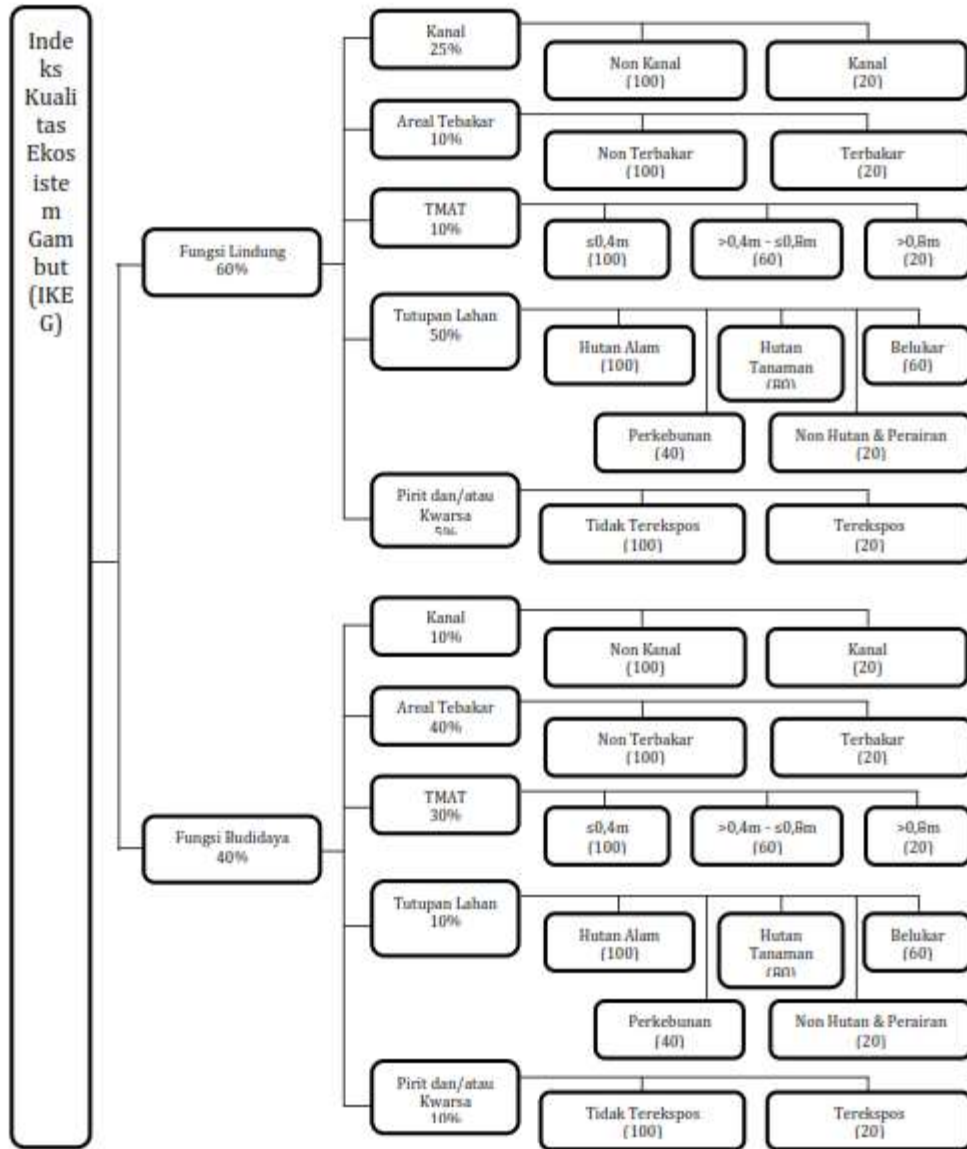 Inde
ks
Kuali
tas
Ekos
iste
m
Gam
but
(IKE
G)
Fungsi Lindung
60%
Kanal
25%
Non Kanal
(100)
Kanal
(20)
Areal Tebakar
10%
Non Terbakar
(100)
Terbakar
(20)
TMAT
10%
≤0,4m
(100)
>0,4m - ≤0,8m
(60)
>0,8m
(20)
Tutupan Lahan
50%
Hutan Alam
(100)
Hutan
Tanaman
(80)
Belukar
(60)
Perkebunan
(40)
Non Hutan & Perairan
(20)
Pirit dan/atau
Kwarsa
5%
Tidak Terekspos
(100)
Terekspos
(20)
Fungsi Budidaya
40%
Kanal
10%
Non Kanal
(100)
Kanal
(20)
Areal Tebakar
40%
Non Terbakar
(100)
Terbakar
(20)
TMAT
30%
≤0,4m
(100)
>0,4m - ≤0,8m
(60)
>0,8m
(20)
Tutupan Lahan
10%
Hutan Alam
(100)
Hutan
Tanaman
(80)
Belukar
(60)
Perkebunan
(40)
Non Hutan & Perairan
(20)
Pirit dan/atau
Kwarsa
10%
Tidak Terekspos
(100)
Terekspos
(20)